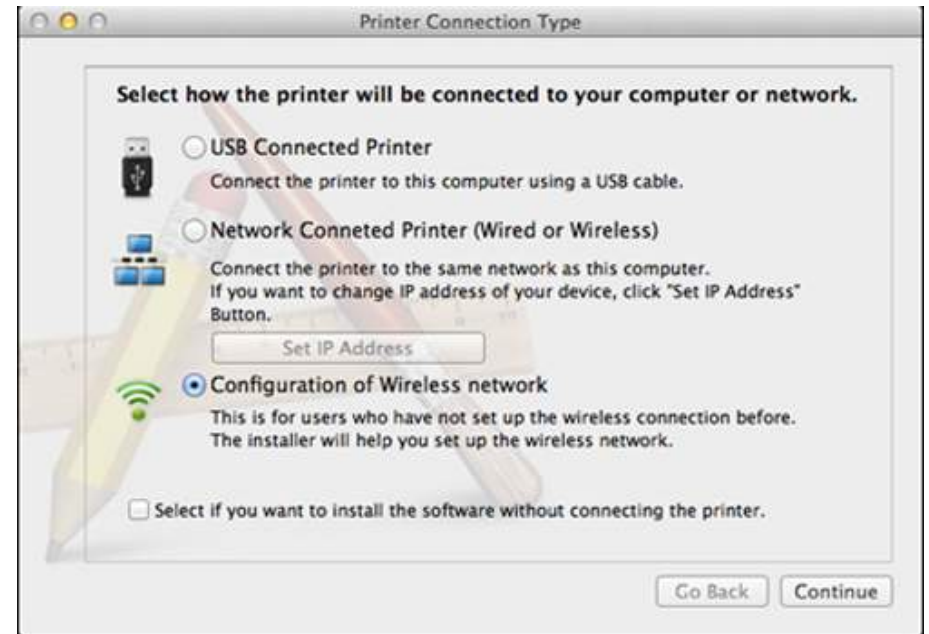 Printer Connection Type
Select how the printer will be connected to your computer or network.
USB Connected Printer
Connect the printer to this computer using a USB cable.
Network Conneted Printer (Wired or Wireless)
Connect the printer to the same network as this computer.
If you want to change IP address of your device, click "Set IP Address"
Button.
Set IP Address
Configuration of Wireless network
This is for users who have not set up the wireless connection before.
The installer will help you set up the wireless network.
Select if you want to install the software without connecting the printer.
Go Back
Continue